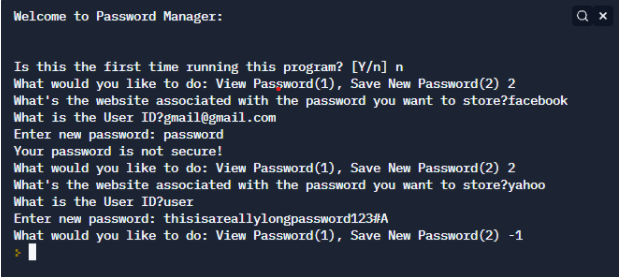 Welcome to Password Manager:
Is this the first time running this program? [Y/n] n
What would you like to do: View Password(1), Save New Password(2) 2
What's the website associated with the password you want to store?facebook
What is the User ID?gmail@gmail.com
Enter new password: password
Your password is not secure!
What would you like to do: View Password(1), Save New Password(2) 2
What's the website associated with the password you want to store?yahoo
What is the User ID?user
Enter new password: thisisareallylongpassword123#A
What would you like to do: View Password(1), Save New Password(2) -1